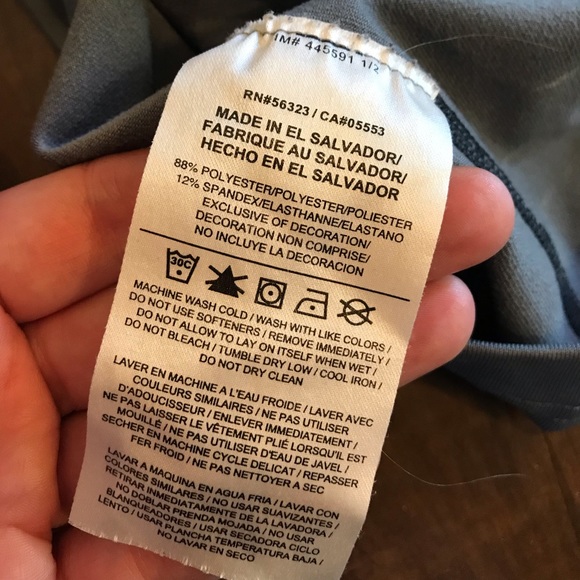 IM# 445591 1/2
RN#56323 / CA#05553
MADE IN EL SALVADOR/
FABRIQUE AU SALVADOR/
HECHO EN EL SALVADOR
88% POLYESTER/POLYESTER/POLIESTER
12% SPANDEX/ELASTHANNE/ELASTANO
EXCLUSIVE OF DECORATION/
DECORATION NON COMPRISE/
NO INCLUYE LA DECORACION
30C
MACHINE WASH COLD / WASH WITH LIKE COLORS /
DO NOT USE SOFTENERS / REMOVE IMMEDIATELY /
DO NOT ALLOW TO LAY ON ITSELF WHEN WET /
DO NOT BLEACH / TUMBLE DRY LOW / COOL IRON /
DO NOT DRY CLEAN
LAVER EN MACHINE A L'EAU FROIDE / LAVER AVEC
COULEURS SIMILAIRES / NE PAS UTILISER
D'ADOUCISSEUR / ENLEVER IMMEDIATEMENT /
NE PAS LAISSER LE VÊTEMENT PLIÉ LORSQU'IL EST
MOUILLÉ / NE PAS UTILISER D'EAU DE JAVEL /
SECHER EN MACHINE CYCLE DELICAT / REPASSER
FER FROID / NE PAS NETTOYER A SEC
LAVAR A MAQUINA EN AGUA FRIA / LAVAR CON
COLORES SIMILARES / NO USAR SUAVIZANTES /
RETIRAR INMEDIATAMENTE DE LA LAVADORA /
NO DOBLAR PRENDA MOJADA / NO USAR
BLANQUEADORES / USAR SECADORA CICLO
LENTO / USAR PLANCHA TEMPERATURA BAJA /
NO LAVAR EN SECO